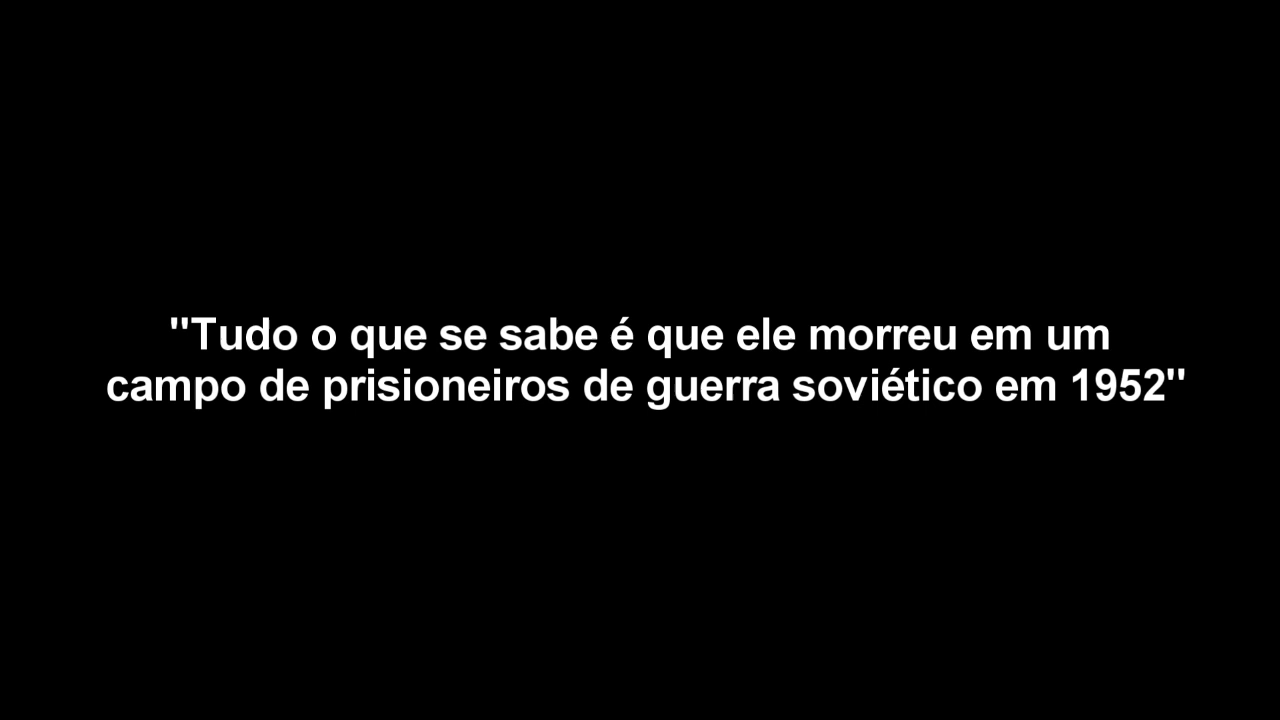 "Tudo o que se sabe é que ele morreu em um
campo de prisioneiros de guerra soviético em 1952"